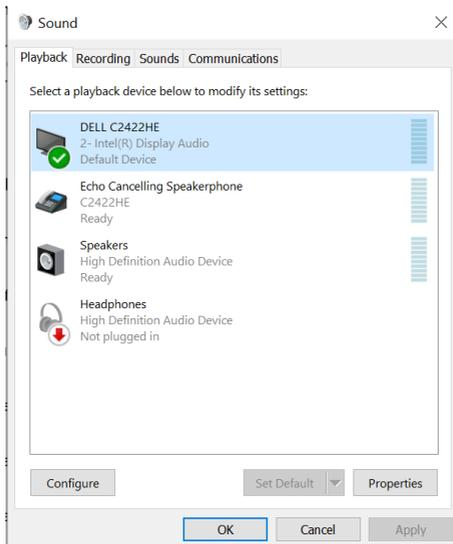 Sound
Playback Recording Sounds Communications
Select a playback device below to modify its settings:
DELL C2422HE
2- Intel(R) Display Audio
Default Device
Echo Cancelling Speakerphone
C2422HE
Ready
Speakers
High Definition Audio Device
Ready
Headphones
High Definition Audio Device
Not plugged in
Configure Set Default Properties
OK Cancel Apply